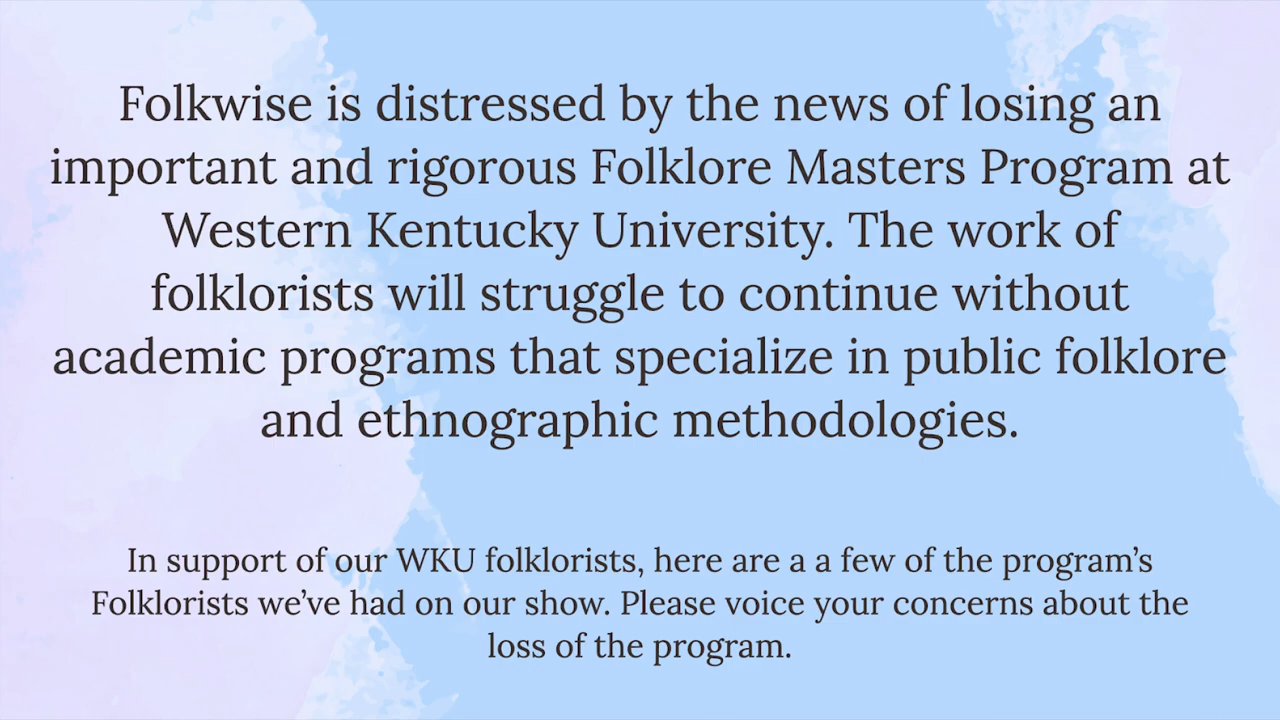 Folkwise is distressed by the news of losing an
important and rigorous Folklore Masters Program at
Western Kentucky University. The work of
folklorists will struggle to continue without
academic programs that specialize in public folklore
and ethnographic methodologies.
In support of our WKU folklorists, here are a a few of the program’s
Folklorists we’ve had on our show. Please voice your concerns about the
loss of the program.